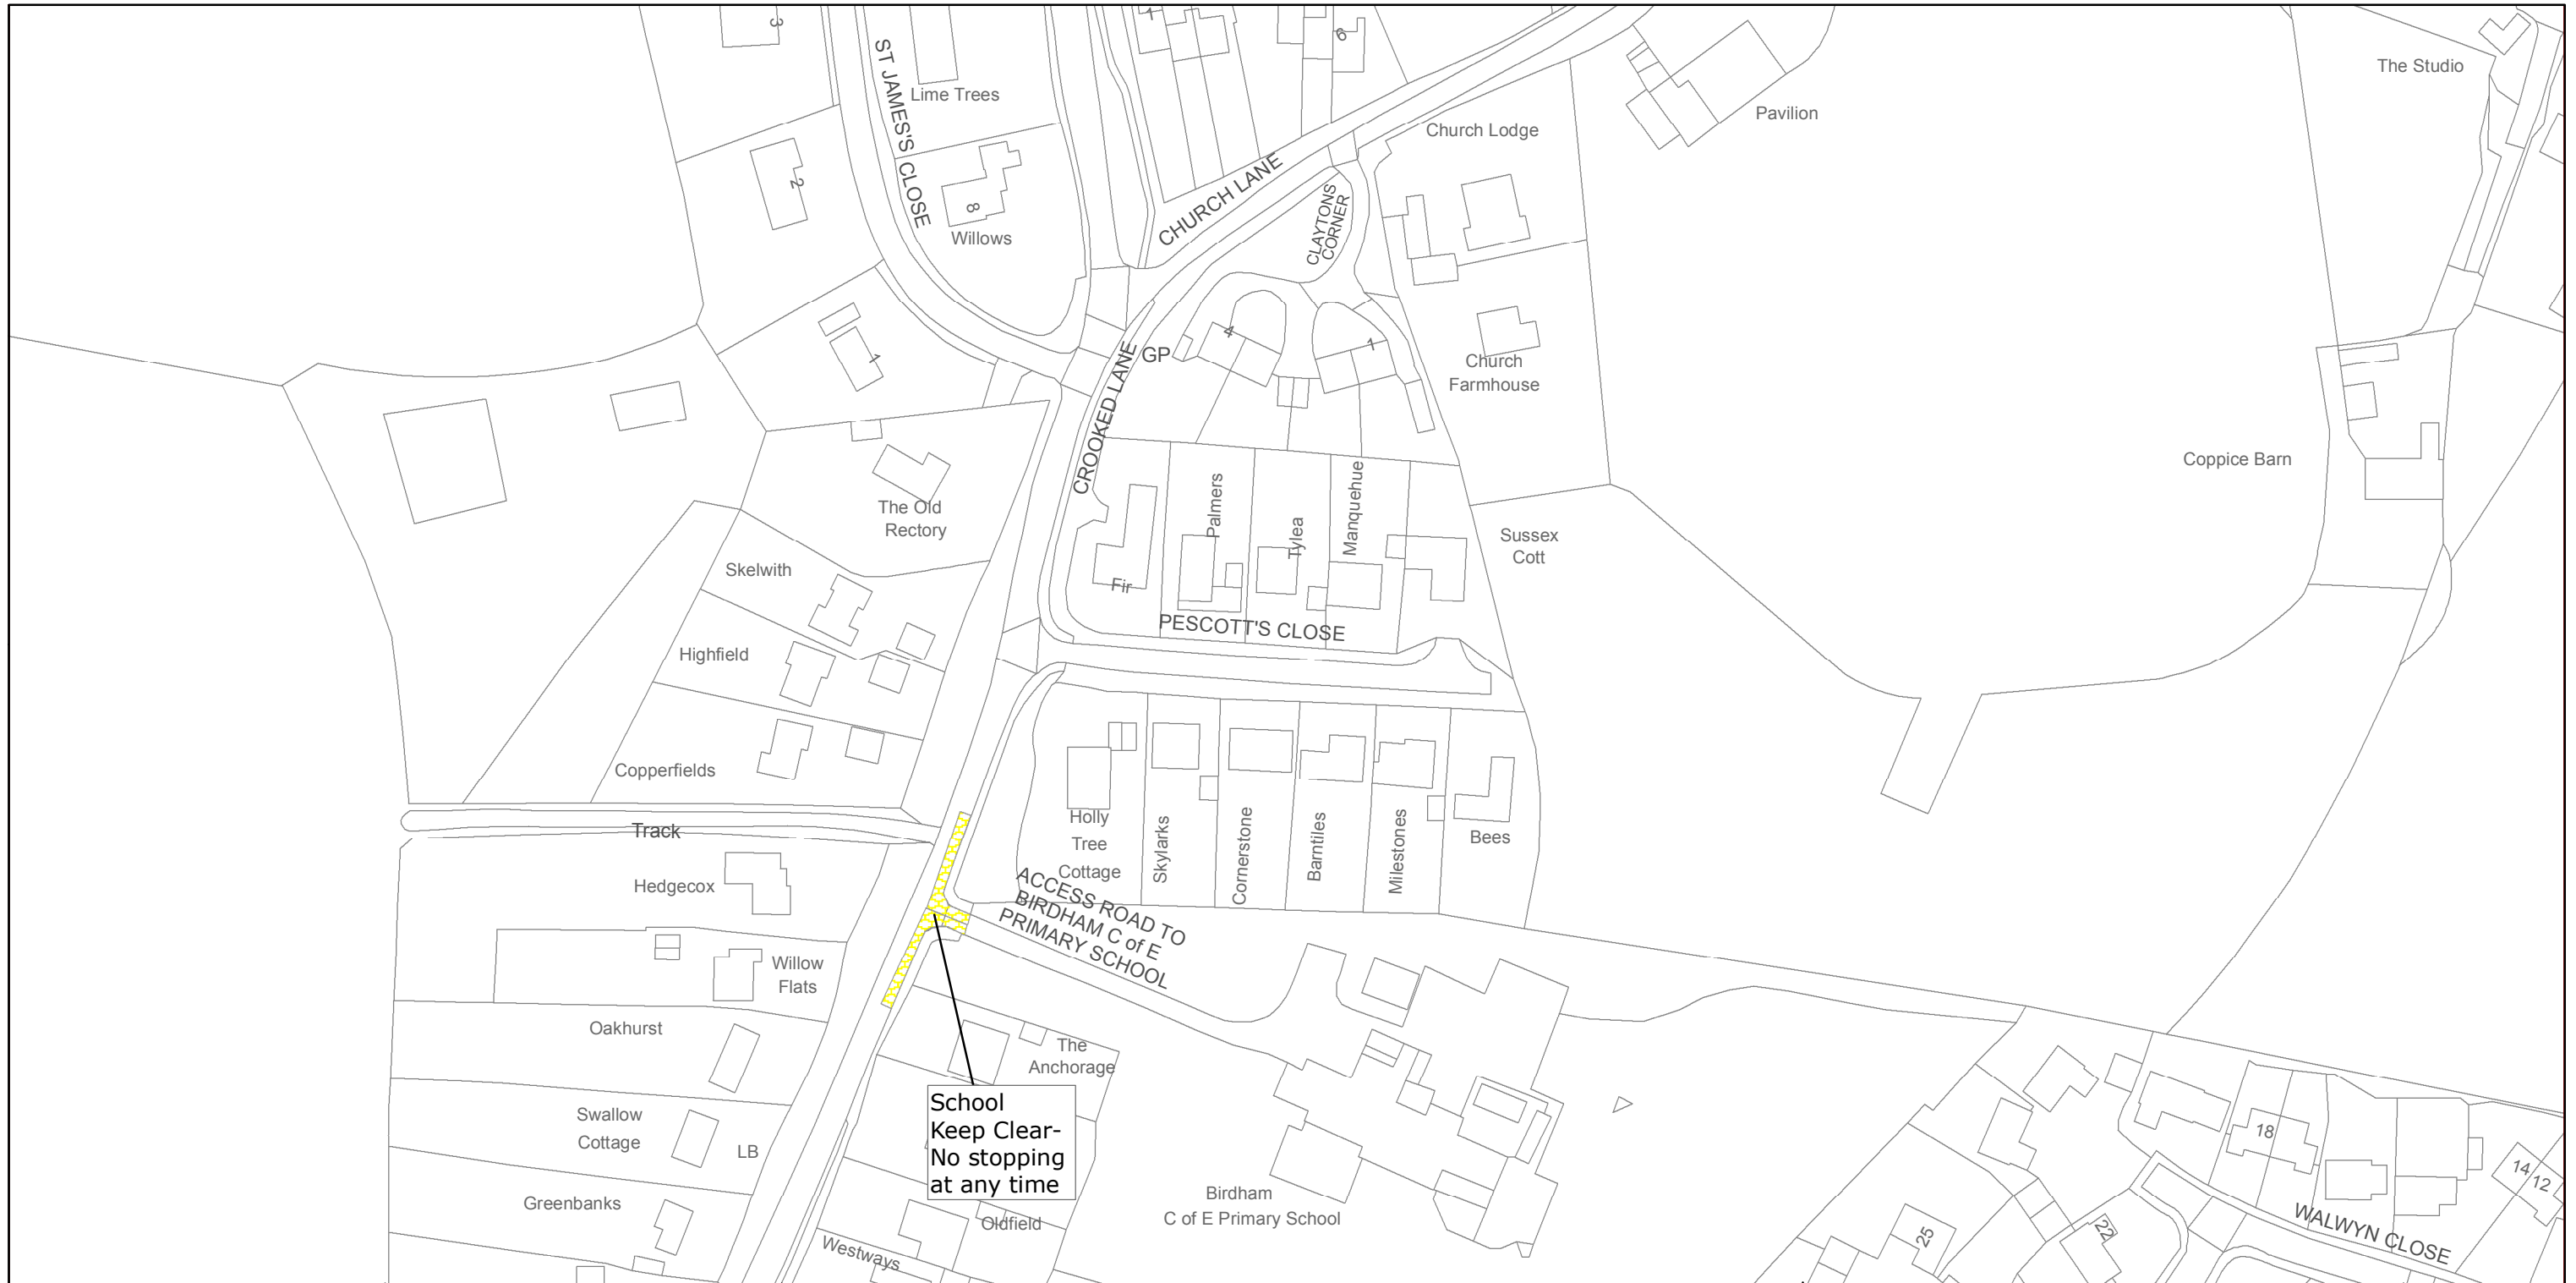 3
1
6
ST JAMES'S CLOSE
Lime Trees
The Studio
Pavilion
Church Lodge
2
8
Willows
CHURCH LANE
CLAYTONS
CORNER
1
GP
4
1
Church
Farmhouse
CROOKED LANE
The Old
Rectory
Palmers
Tylea
Manquehue
Coppice Barn
Sussex
Cott
Skelwith
Fir
PESCOTT'S CLOSE
Highfield
Copperfields
Track
Holly
Tree
Cottage
Skylarks
Cornerstone
Barntiles
Milestones
Bees
Hedgecox
ACCESS ROAD TO
BIRDHAM C of E
PRIMARY SCHOOL
Willow
Flats
Oakhurst
The
Anchorage
School
Keep Clear-
No stopping
at any time
Swallow
Cottage
LB
Greenbanks
Oldfield
Westways
Birdham
C of E Primary School
18
14
12
25
22
WALWYN CLOSE